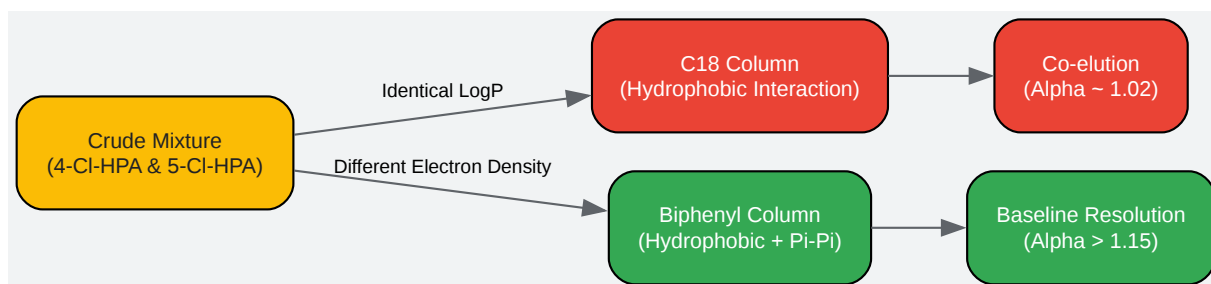 Crude Mixture
(4-Cl-HPA & 5-Cl-HPA)
Identical LogP
Different Electron Density
C18 Column
(Hydrophobic Interaction)
Co-elution
(Alpha ~ 1.02)
Biphenyl Column
(Hydrophobic + Pi-Pi)
Baseline Resolution
(Alpha > 1.15)